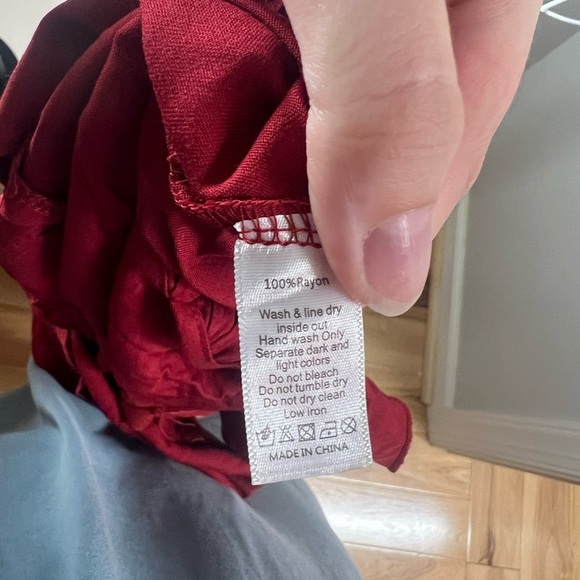 100%Rayon
Wash & line dry
inside out
Hand wash Only
Separate dark and
light colors
Do not bleach
Do not tumble dry
Do not dry clean
Low iron
MADE IN CHINA